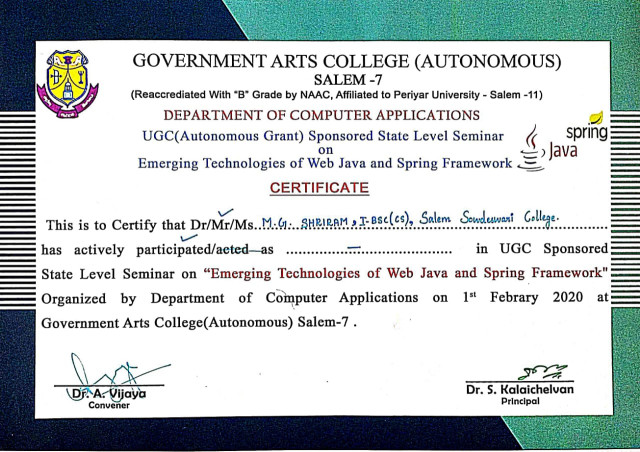 GOVERNMENT ARTS COLLEGE (AUTONOMOUS)
SALEM -7
(Reaccredited With "B" Grade by NAAC, Affiliated to Periyar University - Salem -11)
DEPARTMENT OF COMPUTER APPLICATIONS
UGC(Autonomous Grant) Sponsored State Level Seminar
on
Emerging Technologies of Web Java and Spring Framework
Java
spring
CERTIFICATE
This is to Certify that Dr/Mr/Ms. M.G. SHRIRAM, I-BSC(CS), Salem Sowdeswari College.
has actively participated/acted as ........ – ........ in UGC Sponsored
State Level Seminar on "Emerging Technologies of Web Java and Spring Framework"
Organized by Department of Computer Applications on 1st Febrary 2020 at
Government Arts College(Autonomous) Salem-7 .
Dr. A. Vijaya
Convener
Dr. S. Kalaichelvan
Principal